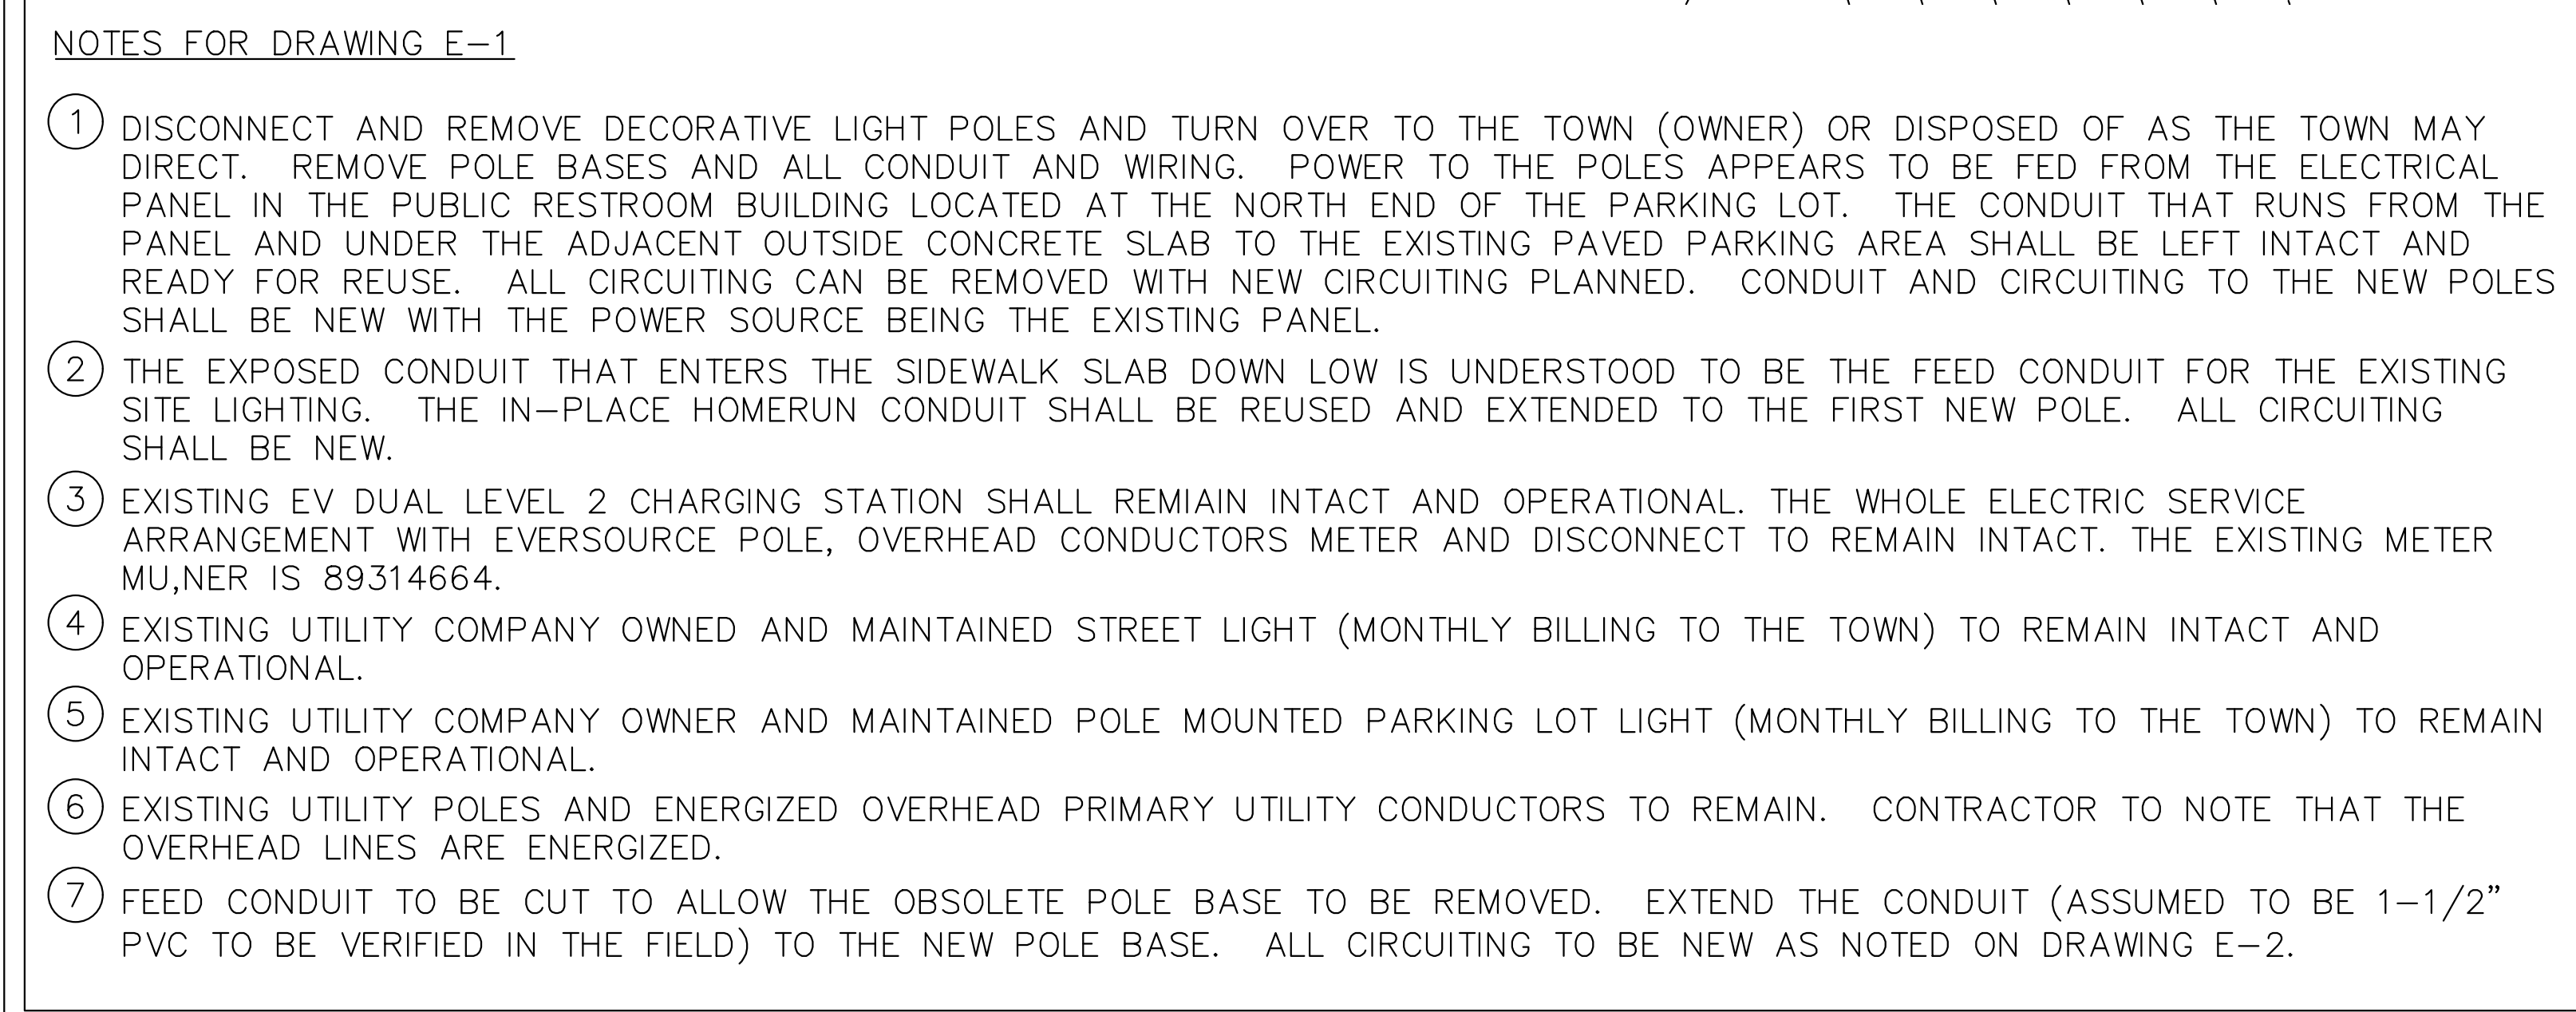 NOTES FOR DRAWING E-1
1 DISCONNECT AND REMOVE DECORATIVE LIGHT POLES AND TURN OVER TO THE TOWN (OWNER) OR DISPOSED OF AS THE TOWN MAY
DIRECT. REMOVE POLE BASES AND ALL CONDUIT AND WIRING. POWER TO THE POLES APPEARS TO BE FED FROM THE ELECTRICAL
PANEL IN THE PUBLIC RESTROOM BUILDING LOCATED AT THE NORTH END OF THE PARKING LOT. THE CONDUIT THAT RUNS FROM THE
PANEL AND UNDER THE ADJACENT OUTSIDE CONCRETE SLAB TO THE EXISTING PAVED PARKING AREA SHALL BE LEFT INTACT AND
READY FOR REUSE. ALL CIRCUITING CAN BE REMOVED WITH NEW CIRCUITING PLANNED. CONDUIT AND CIRCUITING TO THE NEW POLES
SHALL BE NEW WITH THE POWER SOURCE BEING THE EXISTING PANEL.
2 THE EXPOSED CONDUIT THAT ENTERS THE SIDEWALK SLAB DOWN LOW IS UNDERSTOOD TO BE THE FEED CONDUIT FOR THE EXISTING
SITE LIGHTING. THE IN-PLACE HOMERUN CONDUIT SHALL BE REUSED AND EXTENDED TO THE FIRST NEW POLE. ALL CIRCUITING
SHALL BE NEW.
3 EXISTING EV DUAL LEVEL 2 CHARGING STATION SHALL REMIAIN INTACT AND OPERATIONAL. THE WHOLE ELECTRIC SERVICE
ARRANGEMENT WITH EVERSOURCE POLE, OVERHEAD CONDUCTORS METER AND DISCONNECT TO REMAIN INTACT. THE EXISTING METER
MU,NER IS 89314664.
4 EXISTING UTILITY COMPANY OWNED AND MAINTAINED STREET LIGHT (MONTHLY BILLING TO THE TOWN) TO REMAIN INTACT AND
OPERATIONAL.
5 EXISTING UTILITY COMPANY OWNER AND MAINTAINED POLE MOUNTED PARKING LOT LIGHT (MONTHLY BILLING TO THE TOWN) TO REMAIN
INTACT AND OPERATIONAL.
6 EXISTING UTILITY POLES AND ENERGIZED OVERHEAD PRIMARY UTILITY CONDUCTORS TO REMAIN. CONTRACTOR TO NOTE THAT THE
OVERHEAD LINES ARE ENERGIZED.
7 FEED CONDUIT TO BE CUT TO ALLOW THE OBSOLETE POLE BASE TO BE REMOVED. EXTEND THE CONDUIT (ASSUMED TO BE 1-1/2”
PVC TO BE VERIFIED IN THE FIELD) TO THE NEW POLE BASE. ALL CIRCUITING TO BE NEW AS NOTED ON DRAWING E-2.